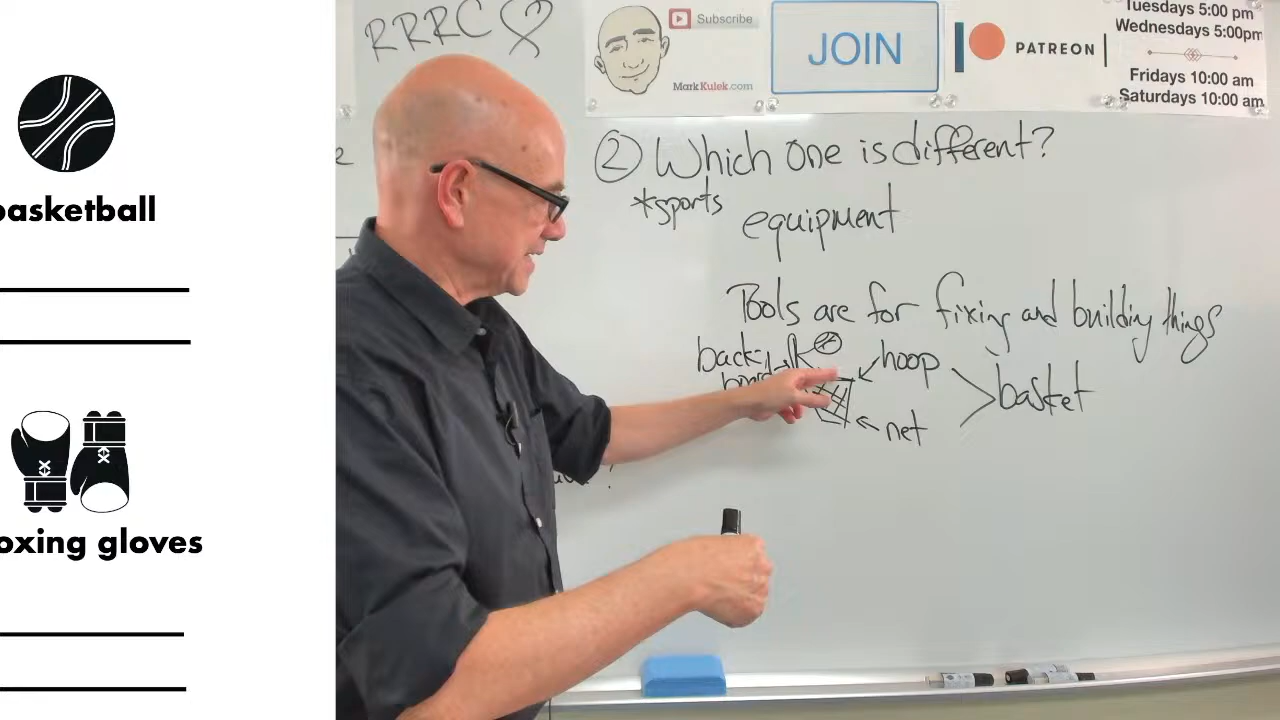 basketball
oxing gloves
RRRC
Subscribe
MarkKulek.com
JOIN
PATREON
Tuesdays 5:00 pm
Wednesdays 5:00pm
Fridays 10:00 am
Saturdays 10:00 am
② Which one is different?
*sports
equipment
Tools are for fixing and building things
back-
hoop
basket
net